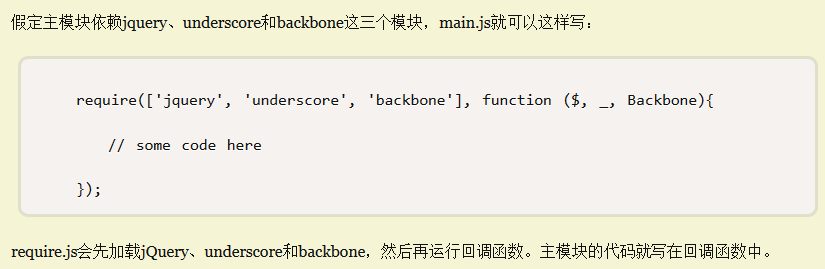 假定主模块依赖jquery、underscore和backbone这三个模块，main.js就可以这样写：
require(['jquery', 'underscore', 'backbone'], function ($, _, Backbone){
// some code here
});
require.js会先加载jQuery、underscore和backbone，然后再运行回调函数。主模块的代码就写在回调函数中。